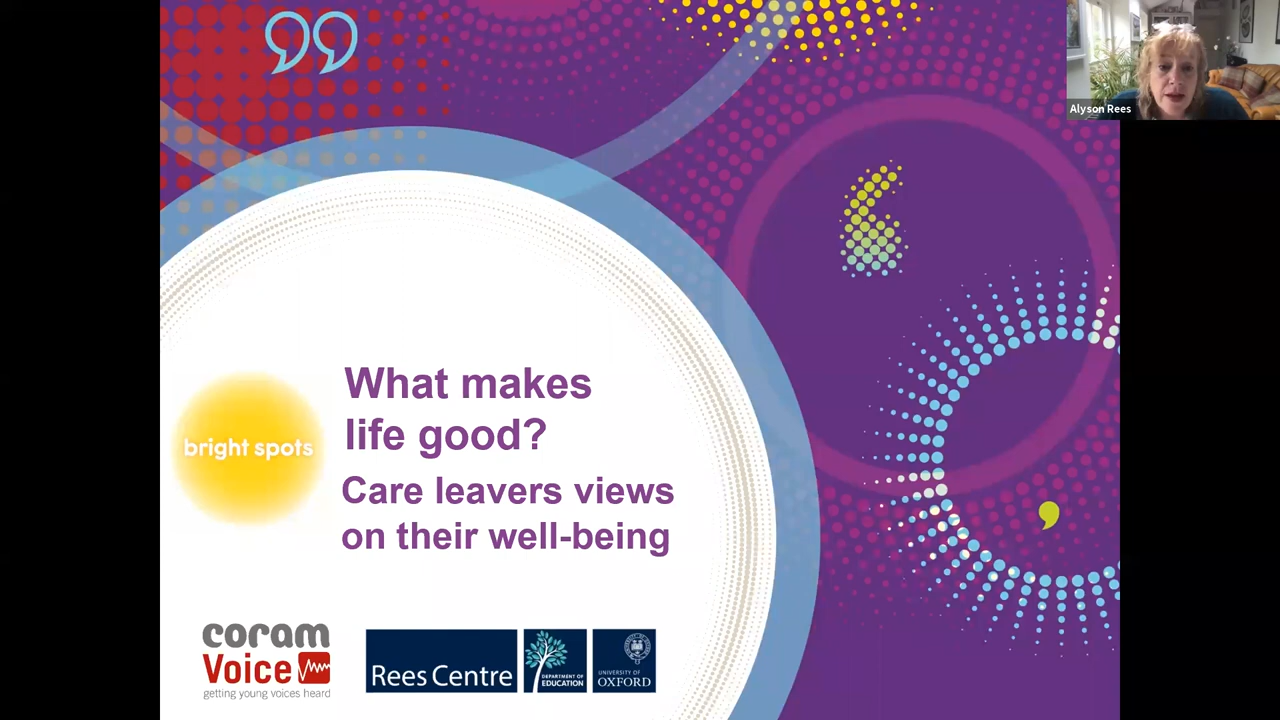 Alyson Rees
What makes
life good?
bright spots
Care leavers views
on their well-being
coram
Voice
getting young voices heard
Rees Centre
DEPARTMENT OF
EDUCATION
UNIVERSITY OF
OXFORD